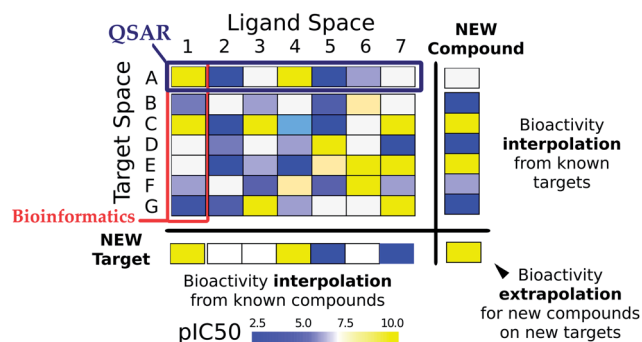 Ligand Space
QSAR
NEW
Compound
1 2 3 4 5 6 7
Target Space
A
B
C
D
E
F
G
Bioactivity
interpolation
from known
targets
Bioinformatics
NEW
Target
Bioactivity interpolation
from known compounds
Bioactivity
extrapolation
for new compounds
on new targets
pIC50
2.5 5.0 7.5 10.0